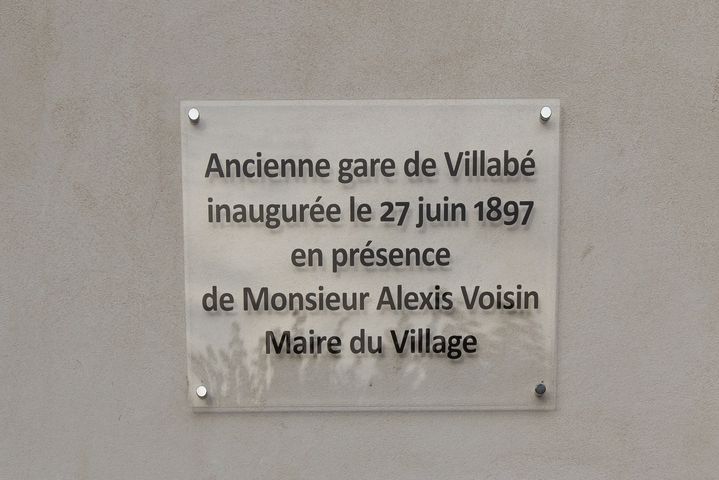 Ancienne gare de Villabé
inaugurée le 27 juin 1897
en présence
de Monsieur Alexis Voisin
Maire du Village